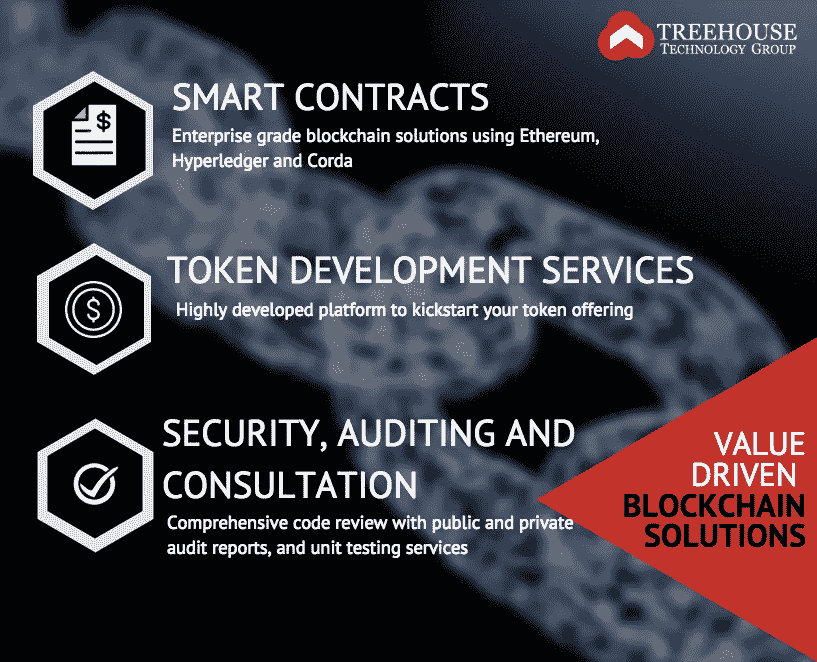 TREEHOUSE
TECHNOLOGY GROUP
SMART CONTRACTS
Enterprise grade blockchain solutions using Ethereum,
Hyperledger and Corda
TOKEN DEVELOPMENT SERVICES
Highly developed platform to kickstart your token offering
SECURITY, AUDITING AND
CONSULTATION
Comprehensive code review with public and private
audit reports, and unit testing services
VALUE
DRIVEN
BLOCKCHAIN
SOLUTIONS